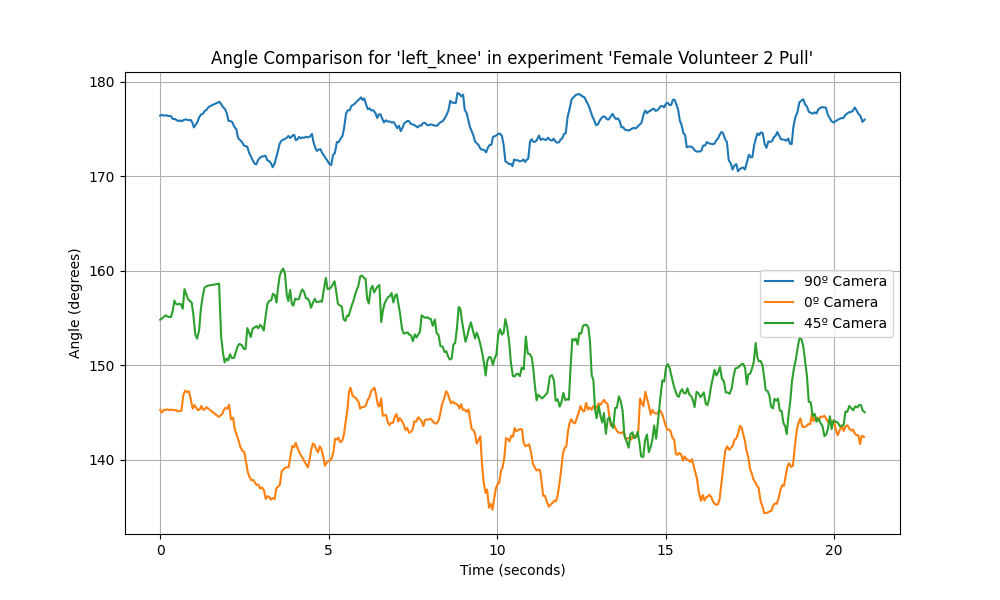 Angle Comparison for 'left_knee' in experiment 'Female Volunteer 2 Pull'
180
170
160
150
140
Angle (degrees)
90º Camera
0º Camera
45º Camera
0
5
10
15
20
Time (seconds)